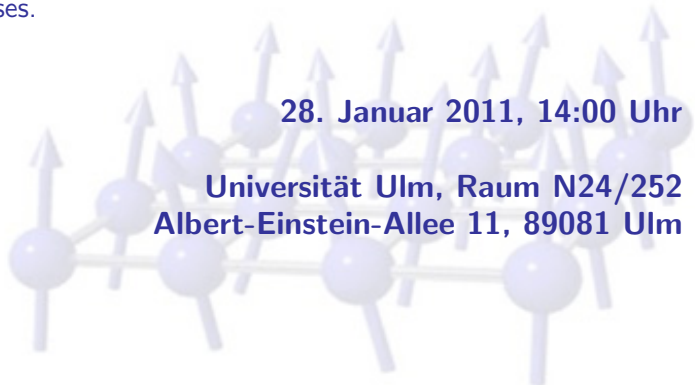 ses.
28. Januar 2011, 14:00 Uhr
Universität Ulm, Raum N24/252
Albert-Einstein-Allee 11, 89081 Ulm